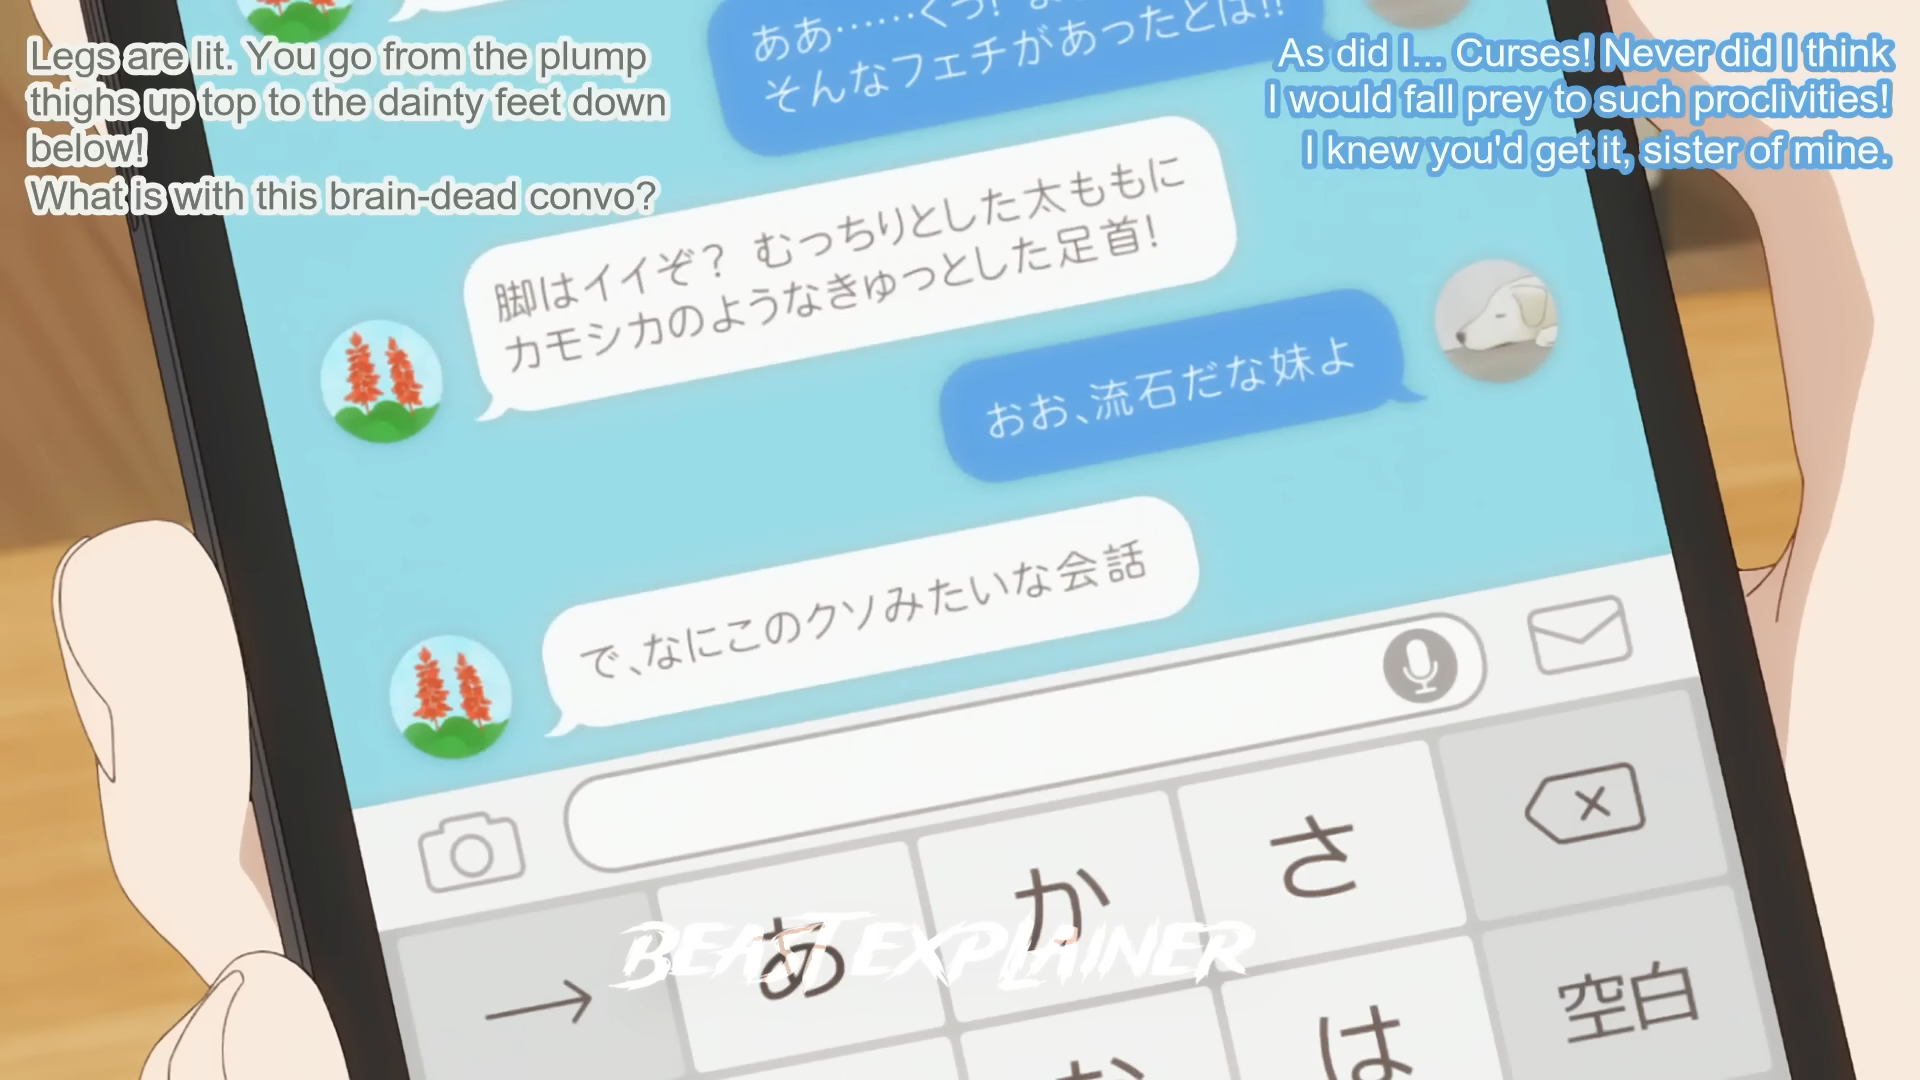 Legs are lit. You go from the plump
thighs up top to the dainty feet down
below!
What is with this brain-dead convo?
As did I... Curses! Never did I think
I would fall prey to such proclivities!
I knew you'd get it, sister of mine.
ああ……くっ!
そんなフェチがあったとは!!
脚はイイぞ? むっちりとした太ももに
カモシカのようなきゅっとした足首!
おお、流石だな妹よ
で、なにこのクソみたいな会話
→ あ か さ
は 空白
BEAST EXPLAINER